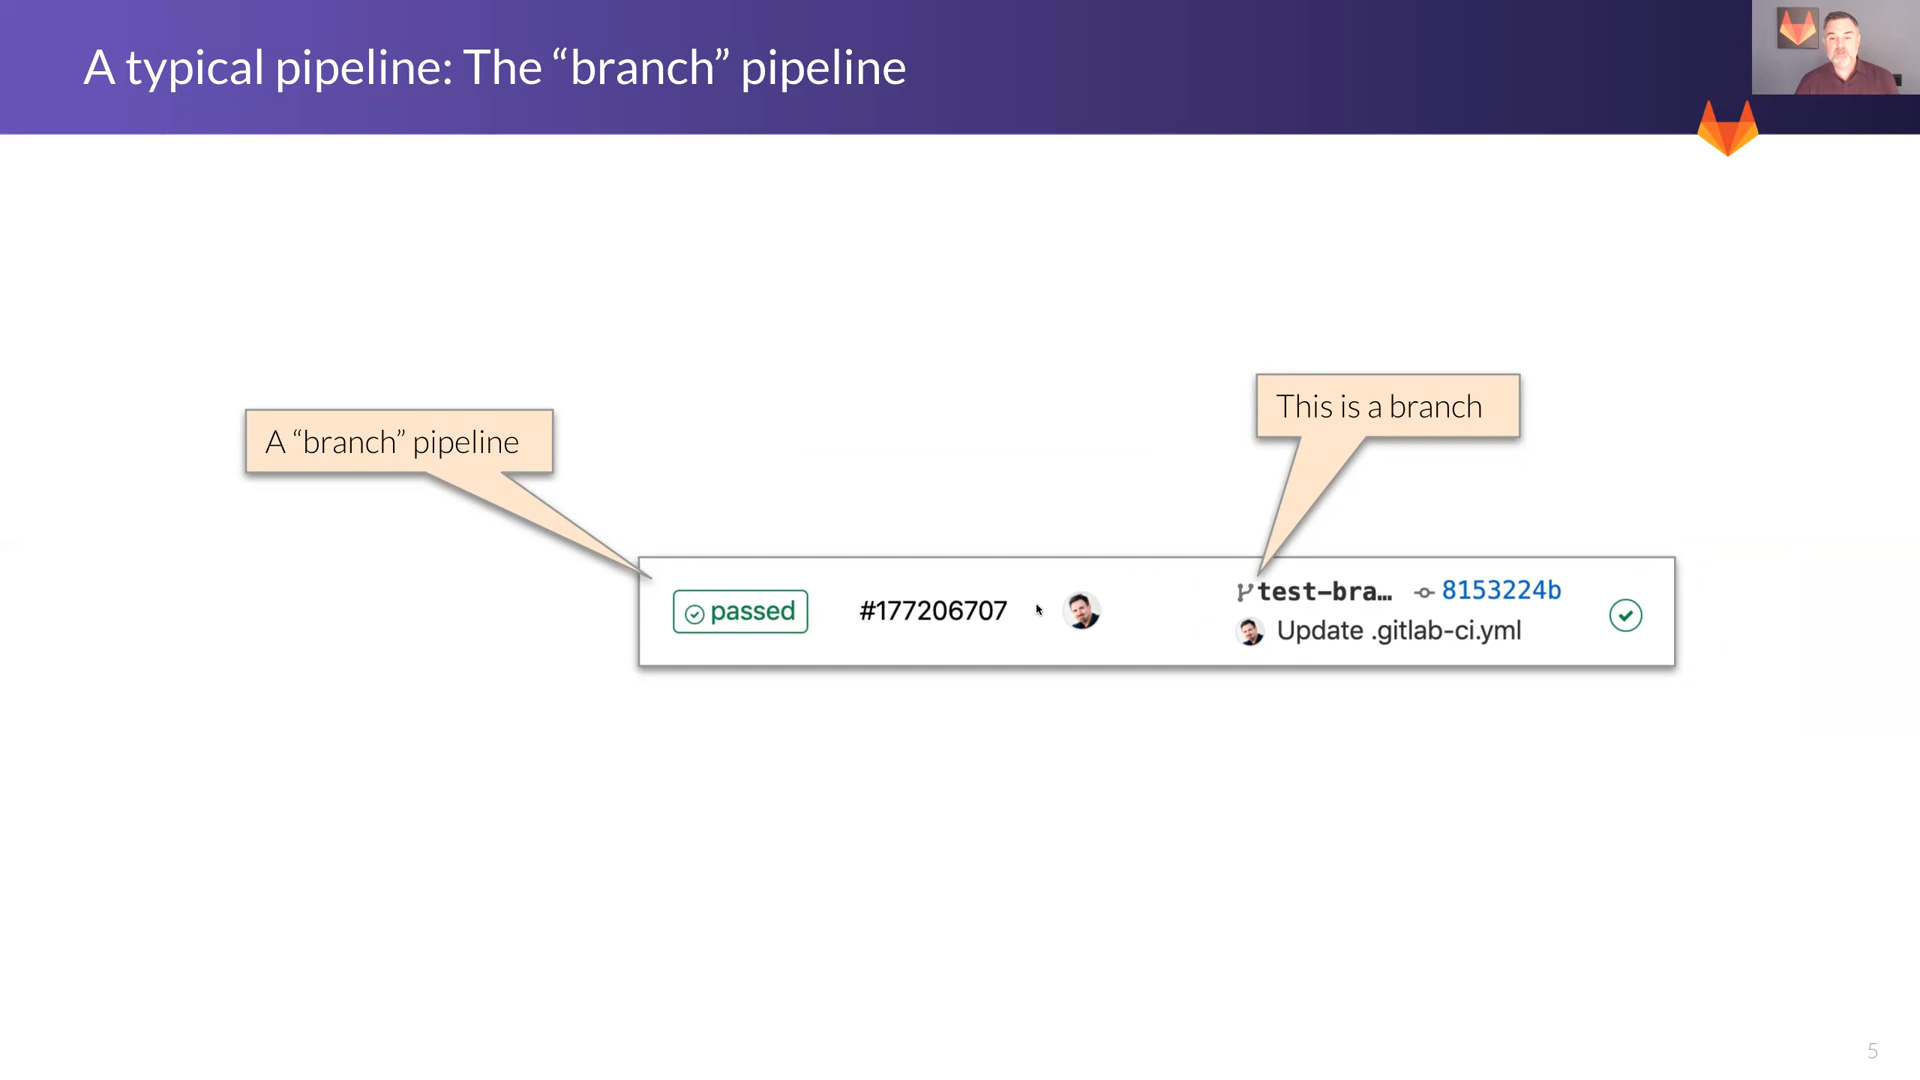 A typical pipeline: The “branch” pipeline
This is a branch
A “branch” pipeline
passed
#177206707
test-bra… 8153224b
Update .gitlab-ci.yml
5